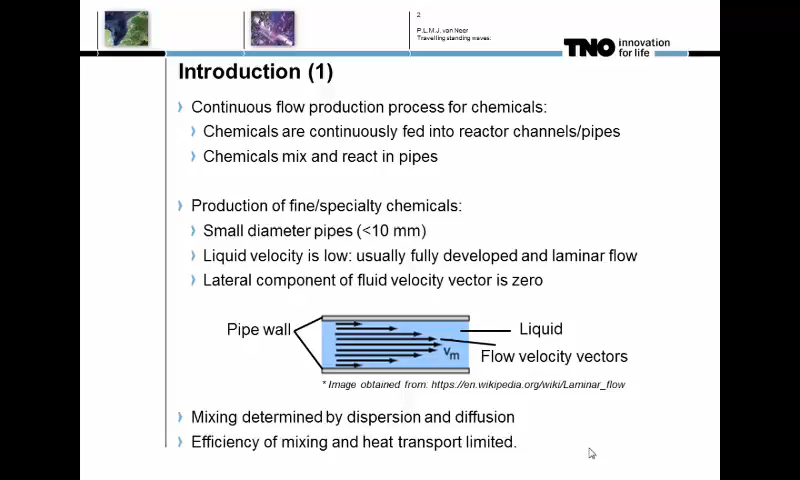 2
P.L.M.J. van Neer
Travelling standing waves:
TNO innovation
for life
Introduction (1)
Continuous flow production process for chemicals:
Chemicals are continuously fed into reactor channels/pipes
Chemicals mix and react in pipes
Production of fine/specialty chemicals:
Small diameter pipes (<10 mm)
Liquid velocity is low: usually fully developed and laminar flow
Lateral component of fluid velocity vector is zero
Pipe wall
Liquid
Vm
Flow velocity vectors
* Image obtained from: https://en.wikipedia.org/wiki/Laminar_flow
Mixing determined by dispersion and diffusion
Efficiency of mixing and heat transport limited.